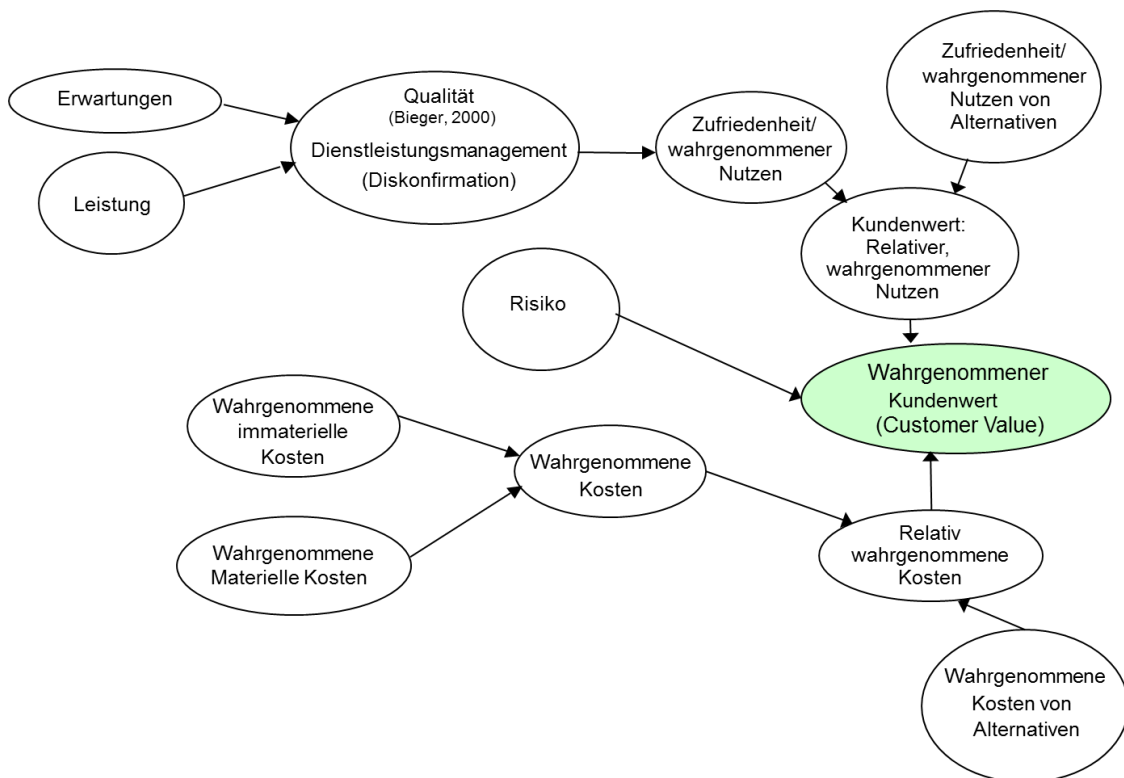 Erwartungen
Leistung
Qualität
(Bieger, 2000)
Dienstleistungsmanagement
(Diskonfirmation)
Zufriedenheit/
wahrgenommener
Nutzen
Zufriedenheit/
wahrgenommener
Nutzen von
Alternativen
Kundenwert:
Relativer,
wahrgenommener
Nutzen
Risiko
Wahrgenommener
Kundenwert
(Customer Value)
Wahrgenommene
immaterielle
Kosten
Wahrgenommene
Kosten
Wahrgenommene
Materielle Kosten
Relativ
wahrgenommene
Kosten
Wahrgenommene
Kosten von
Alternativen